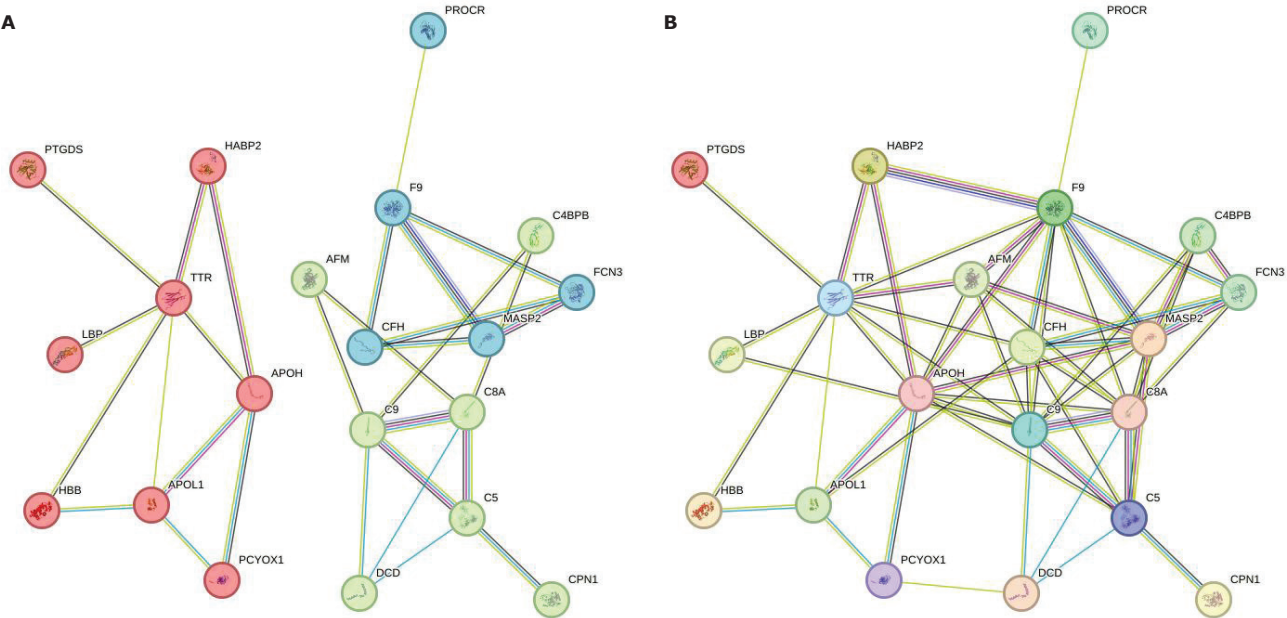 A
PROCR
PTGDS
HABP2
F9
C4BPB
AFM
FCN3
TTR
CFH
MASP2
LBP
APOH
C8A
C9
HBB
APOL1
C5
PCYOX1
DCD
CPN1
B
PROCR
PTGDS
HABP2
F9
C4BPB
AFM
FCN3
TTR
CFH
MASP2
LBP
APOH
C8A
C9
HBB
APOL1
C5
PCYOX1
DCD
CPN1